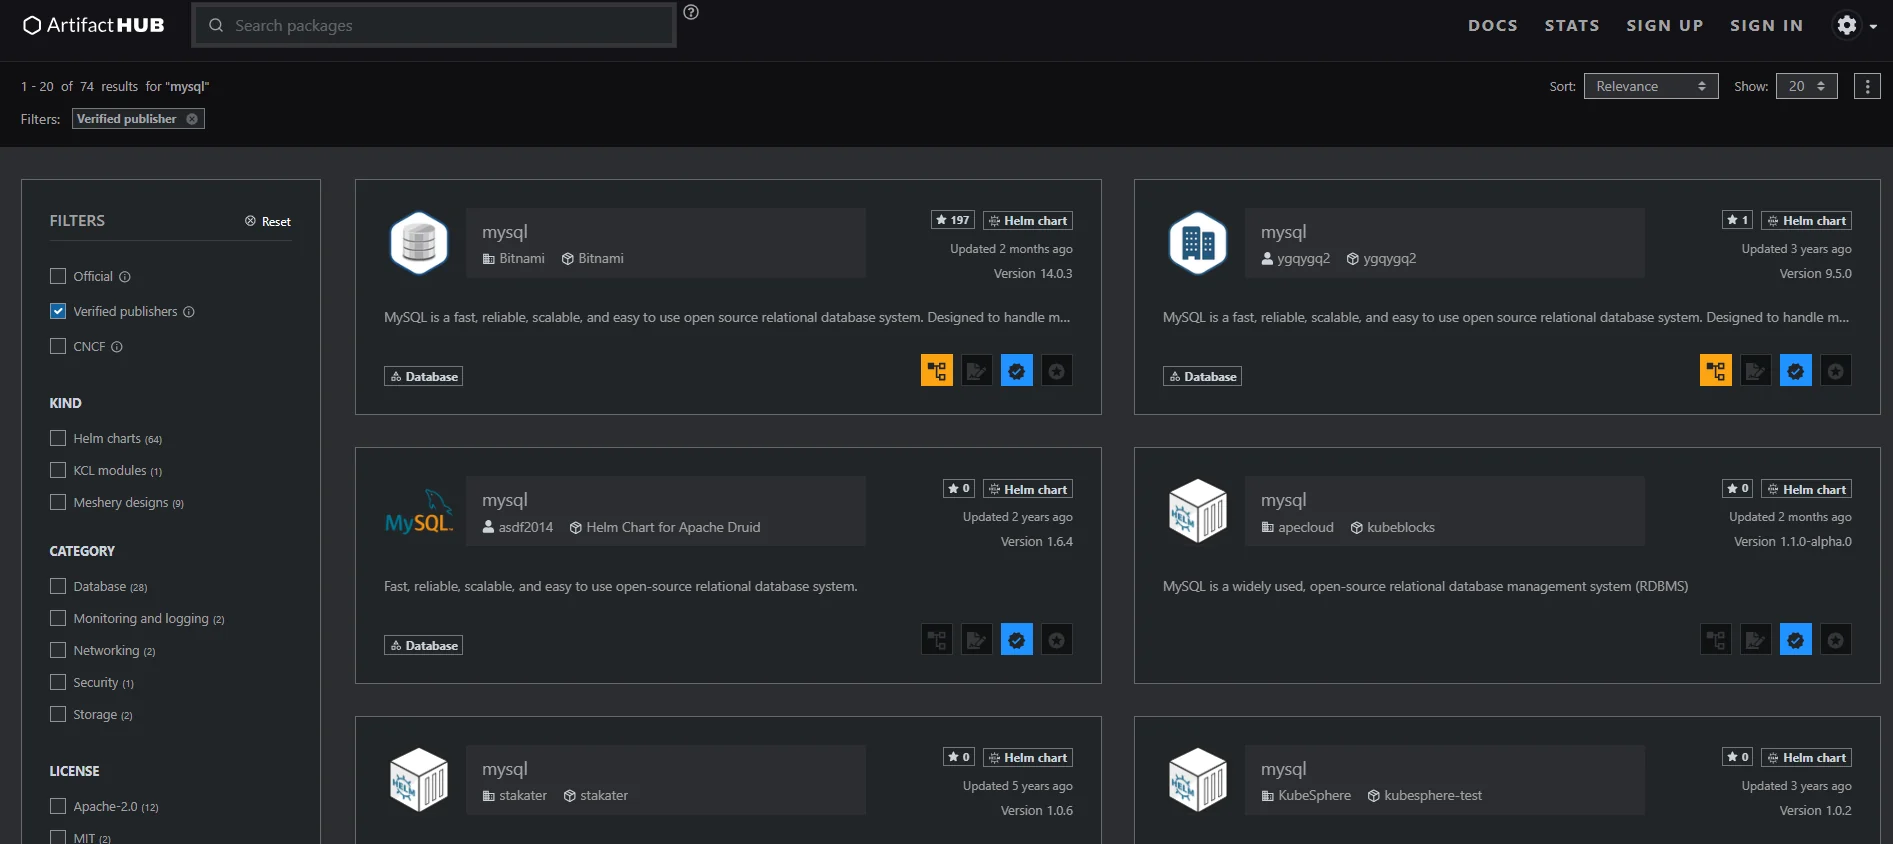 ArtifactHUB
Search packages
DOCS STATS SIGN UP SIGN IN
1 - 20 of 74 results for "mysql"
Sort: Relevance Show: 20
Filters: Verified publisher
FILTERS Reset
Official
Verified publishers
CNCF
KIND
Helm charts (64)
KCL modules (1)
Meshery designs (9)
CATEGORY
Database (28)
Monitoring and logging (2)
Networking (2)
Security (1)
Storage (2)
LICENSE
Apache-2.0 (12)
MIT (2)
mysql
Bitnami Bitnami
197 Helm chart
Updated 2 months ago
Version 14.0.3
MySQL is a fast, reliable, scalable, and easy to use open source relational database system. Designed to handle m...
Database
mysql
ygqygq2 ygqygq2
1 Helm chart
Updated 3 years ago
Version 9.5.0
MySQL is a fast, reliable, scalable, and easy to use open source relational database system. Designed to handle m...
Database
MySQL
mysql
asdf2014 Helm Chart for Apache Druid
0 Helm chart
Updated 2 years ago
Version 1.6.4
Fast, reliable, scalable, and easy to use open-source relational database system.
Database
HELM
mysql
apecloud kubeblocks
0 Helm chart
Updated 2 months ago
Version 1.1.0-alpha.0
MySQL is a widely used, open-source relational database management system (RDBMS)
HELM
mysql
stakater stakater
0 Helm chart
Updated 5 years ago
Version 1.0.6
HELM
mysql
KubeSphere kubesphere-test
0 Helm chart
Updated 3 years ago
Version 1.0.2